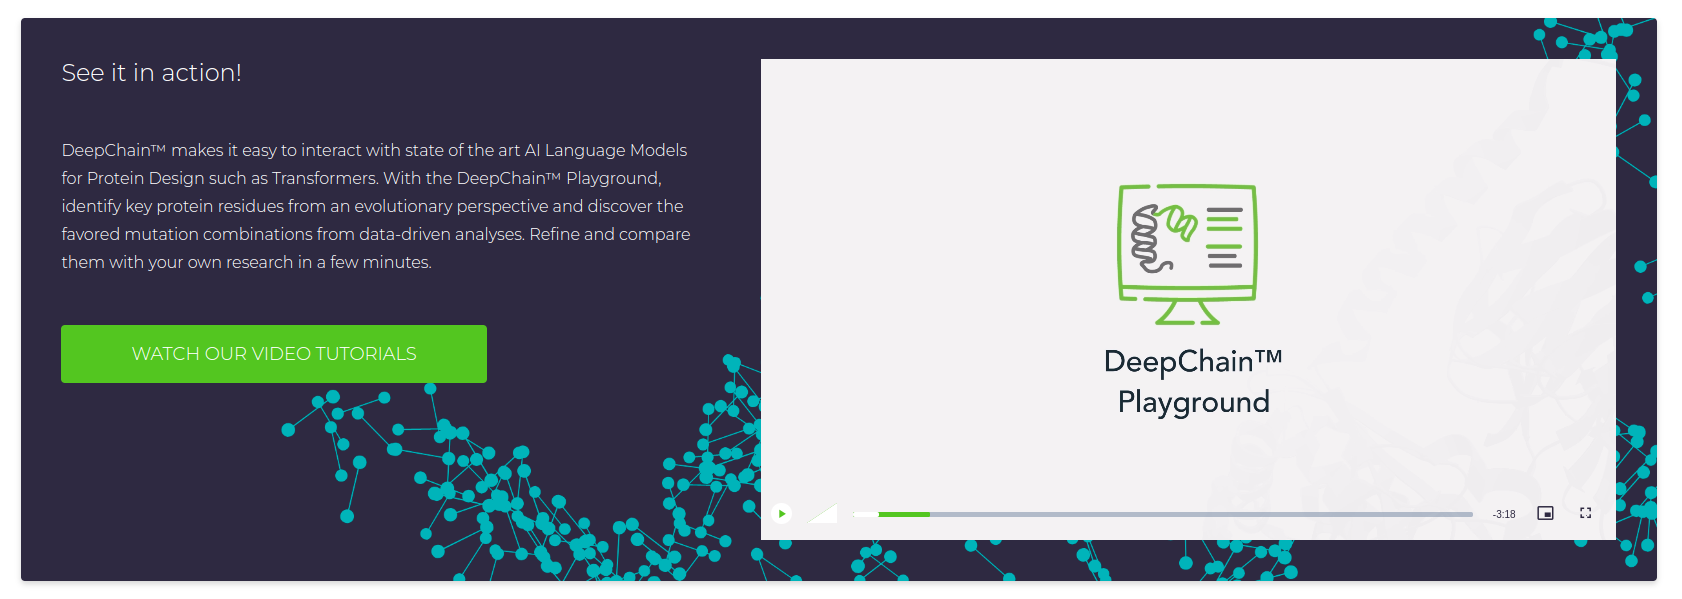 See it in action!
DeepChain™ makes it easy to interact with state of the art AI Language Models
for Protein Design such as Transformers. With the DeepChain™ Playground,
identify key protein residues from an evolutionary perspective and discover the
favored mutation combinations from data-driven analyses. Refine and compare
them with your own research in a few minutes.
WATCH OUR VIDEO TUTORIALS
DeepChain™
Playground
-3:18